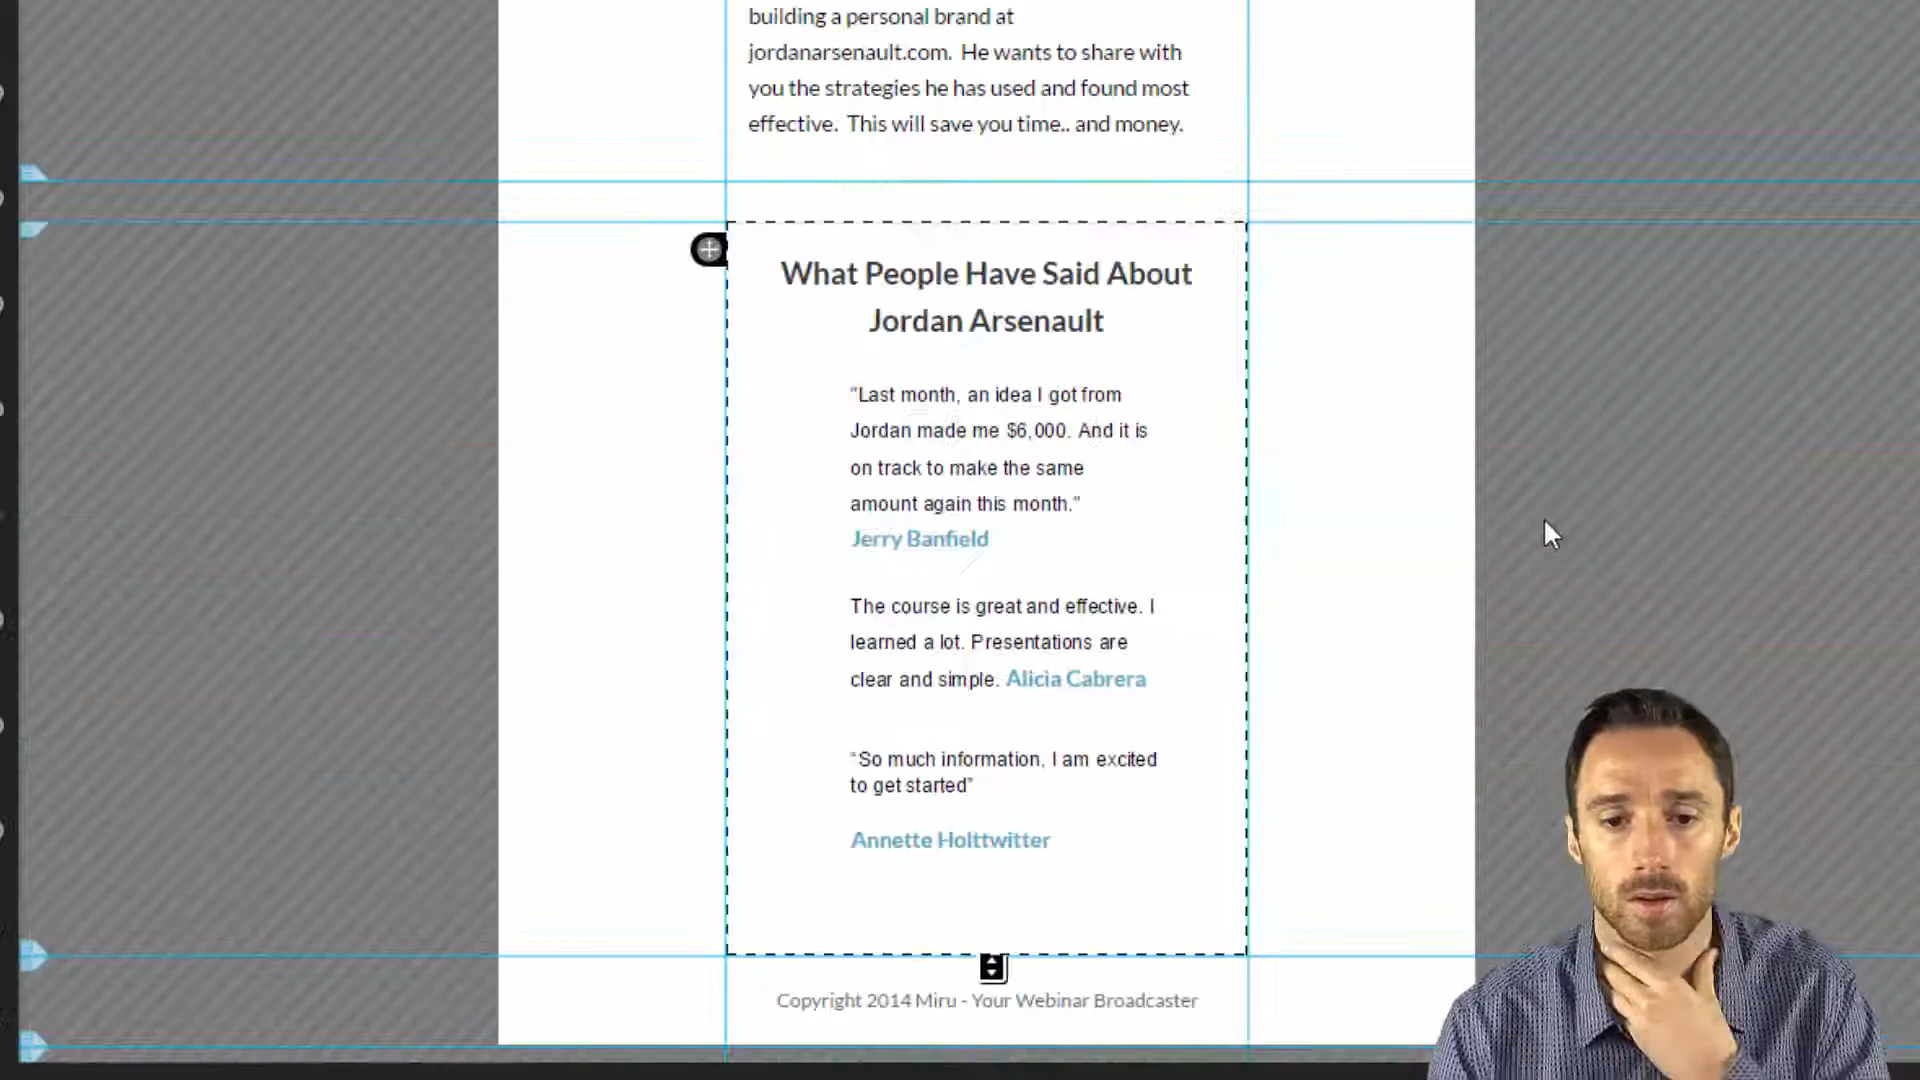 building a personal brand at
jordanarsenault.com.  He wants to share with
you the strategies he has used and found most
effective.  This will save you time.. and money.
What People Have Said About
Jordan Arsenault
"Last month, an idea I got from
Jordan made me $6,000. And it is
on track to make the same
amount again this month."
Jerry Banfield
The course is great and effective. I
learned a lot. Presentations are
clear and simple. Alicia Cabrera
"So much information, I am excited
to get started"
Annette Holttwitter
Copyright 2014 Miru - Your Webinar Broadcaster